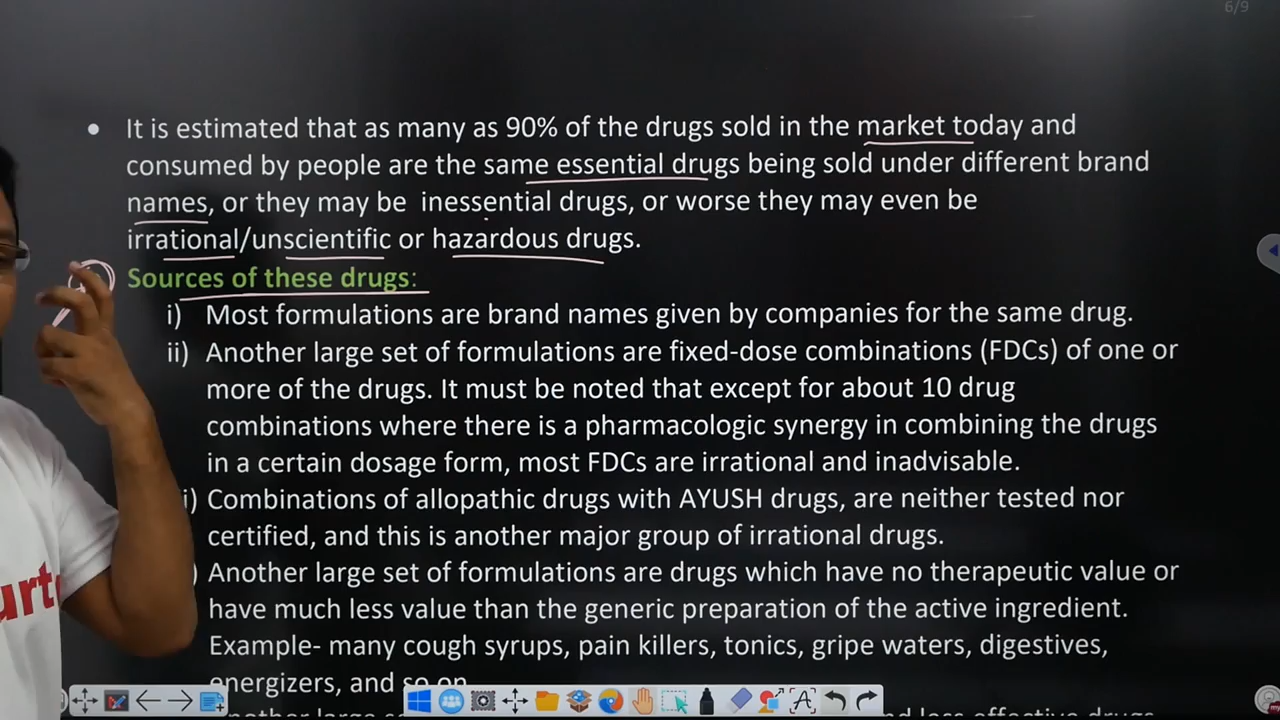 6/9
• It is estimated that as many as 90% of the drugs sold in the market today and
consumed by people are the same essential drugs being sold under different brand
names, or they may be inessential drugs, or worse they may even be
irrational/unscientific or hazardous drugs.
Sources of these drugs:
i) Most formulations are brand names given by companies for the same drug.
ii) Another large set of formulations are fixed-dose combinations (FDCs) of one or
more of the drugs. It must be noted that except for about 10 drug
combinations where there is a pharmacologic synergy in combining the drugs
in a certain dosage form, most FDCs are irrational and inadvisable.
i) Combinations of allopathic drugs with AYUSH drugs, are neither tested nor
certified, and this is another major group of irrational drugs.
) Another large set of formulations are drugs which have no therapeutic value or
have much less value than the generic preparation of the active ingredient.
Example- many cough syrups, pain killers, tonics, gripe waters, digestives,
energizers, and so on